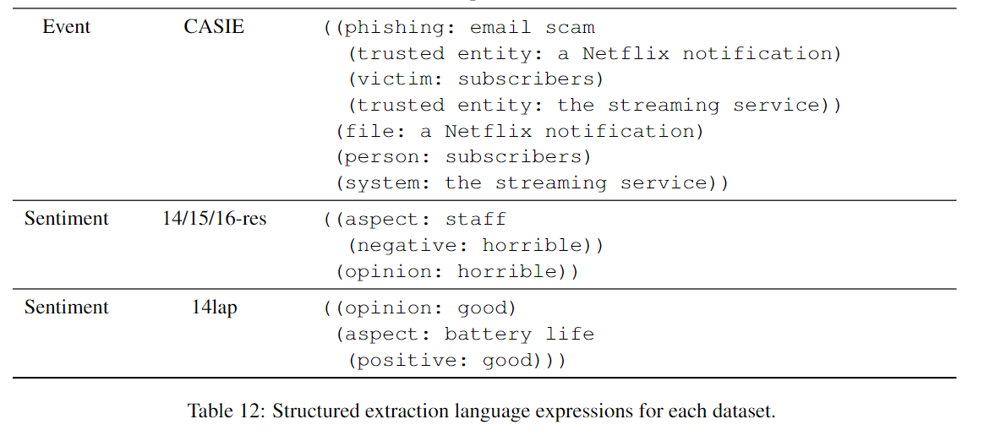 Event CASIE ((phishing: email scam
(trusted entity: a Netflix notification)
(victim: subscribers)
(trusted entity: the streaming service))
(file: a Netflix notification)
(person: subscribers)
(system: the streaming service))
Sentiment 14/15/16-res ((aspect: staff
(negative: horrible))
(opinion: horrible))
Sentiment 14lap ((opinion: good)
(aspect: battery life
(positive: good)))
Table 12: Structured extraction language expressions for each dataset.